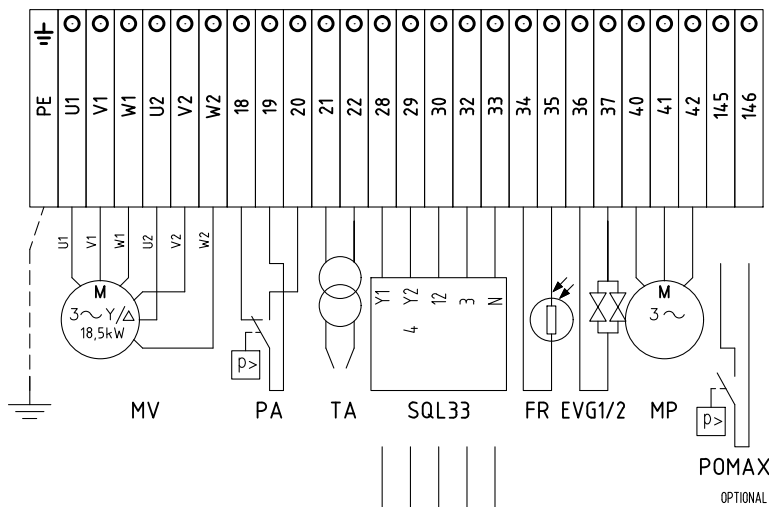 PE U1 V1 W1 U2 V2 W2 18 19 20 21 22 28 29 30 32 33 34 35 36 37 40 41 42 145 146
U1 V1 W1 U2 V2 W2
M
3~ Y/△
18,5kW
p>
Y1 Y2 12 3 N
4
M
3~
p>
MV PA TA SQL33 FR EVG1/2 MP
POMAX
OPTIONAL